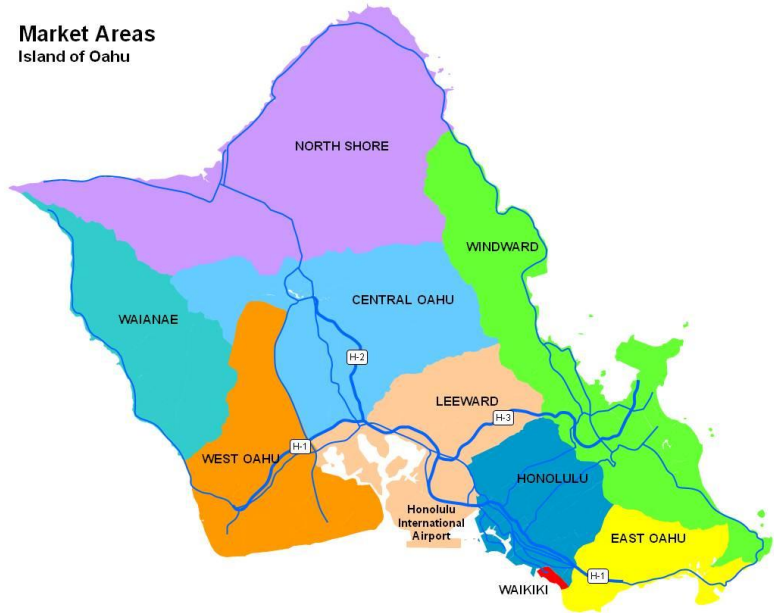 Market Areas
Island of Oahu
NORTH SHORE
WINDWARD
CENTRAL OAHU
WAIANAE
H-2
LEEWARD
H-3
H-1
WEST OAHU
HONOLULU
Honolulu
International
Airport
EAST OAHU
H-1
WAIKIKI